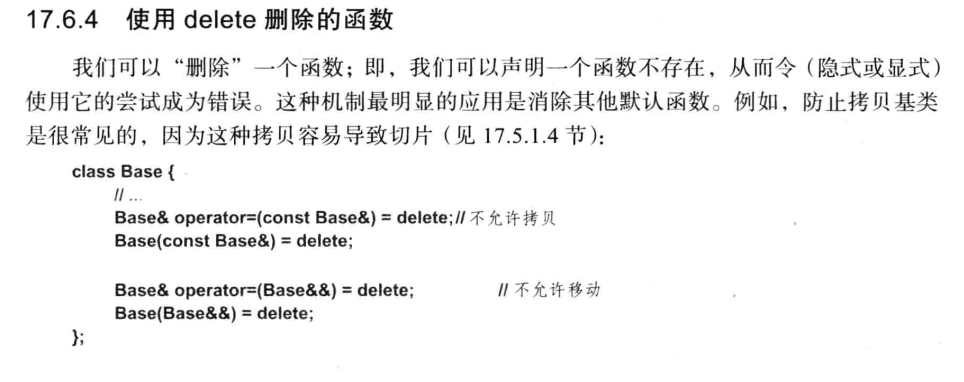 17.6.4 使用 delete 删除的函数
我们可以“删除”一个函数；即，我们可以声明一个函数不存在，从而令（隐式或显式）
使用它的尝试成为错误。这种机制最明显的应用是消除其他默认函数。例如，防止拷贝基类
是很常见的，因为这种拷贝容易导致切片（见 17.5.1.4 节）：
class Base {
// ...
Base& operator=(const Base&) = delete;// 不允许拷贝
Base(const Base&) = delete;
Base& operator=(Base&&) = delete; // 不允许移动
Base(Base&&) = delete;
};